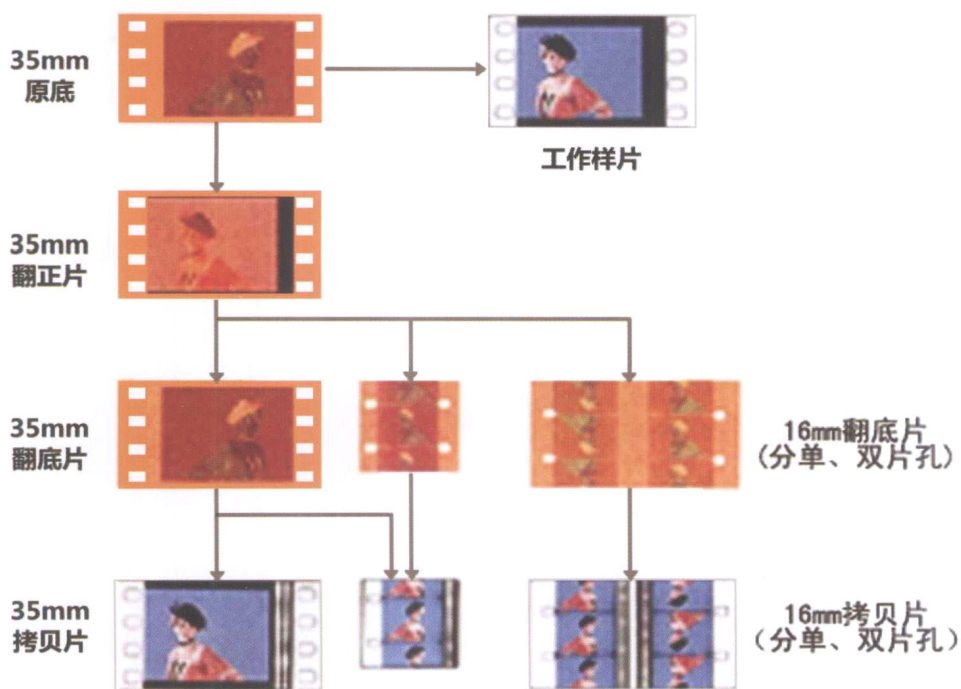 35mm
原底
工作样片
35mm
翻正片
35mm
翻底片
16mm翻底片
(分单、双片孔)
35mm
拷贝片
16mm拷贝片
(分单、双片孔)